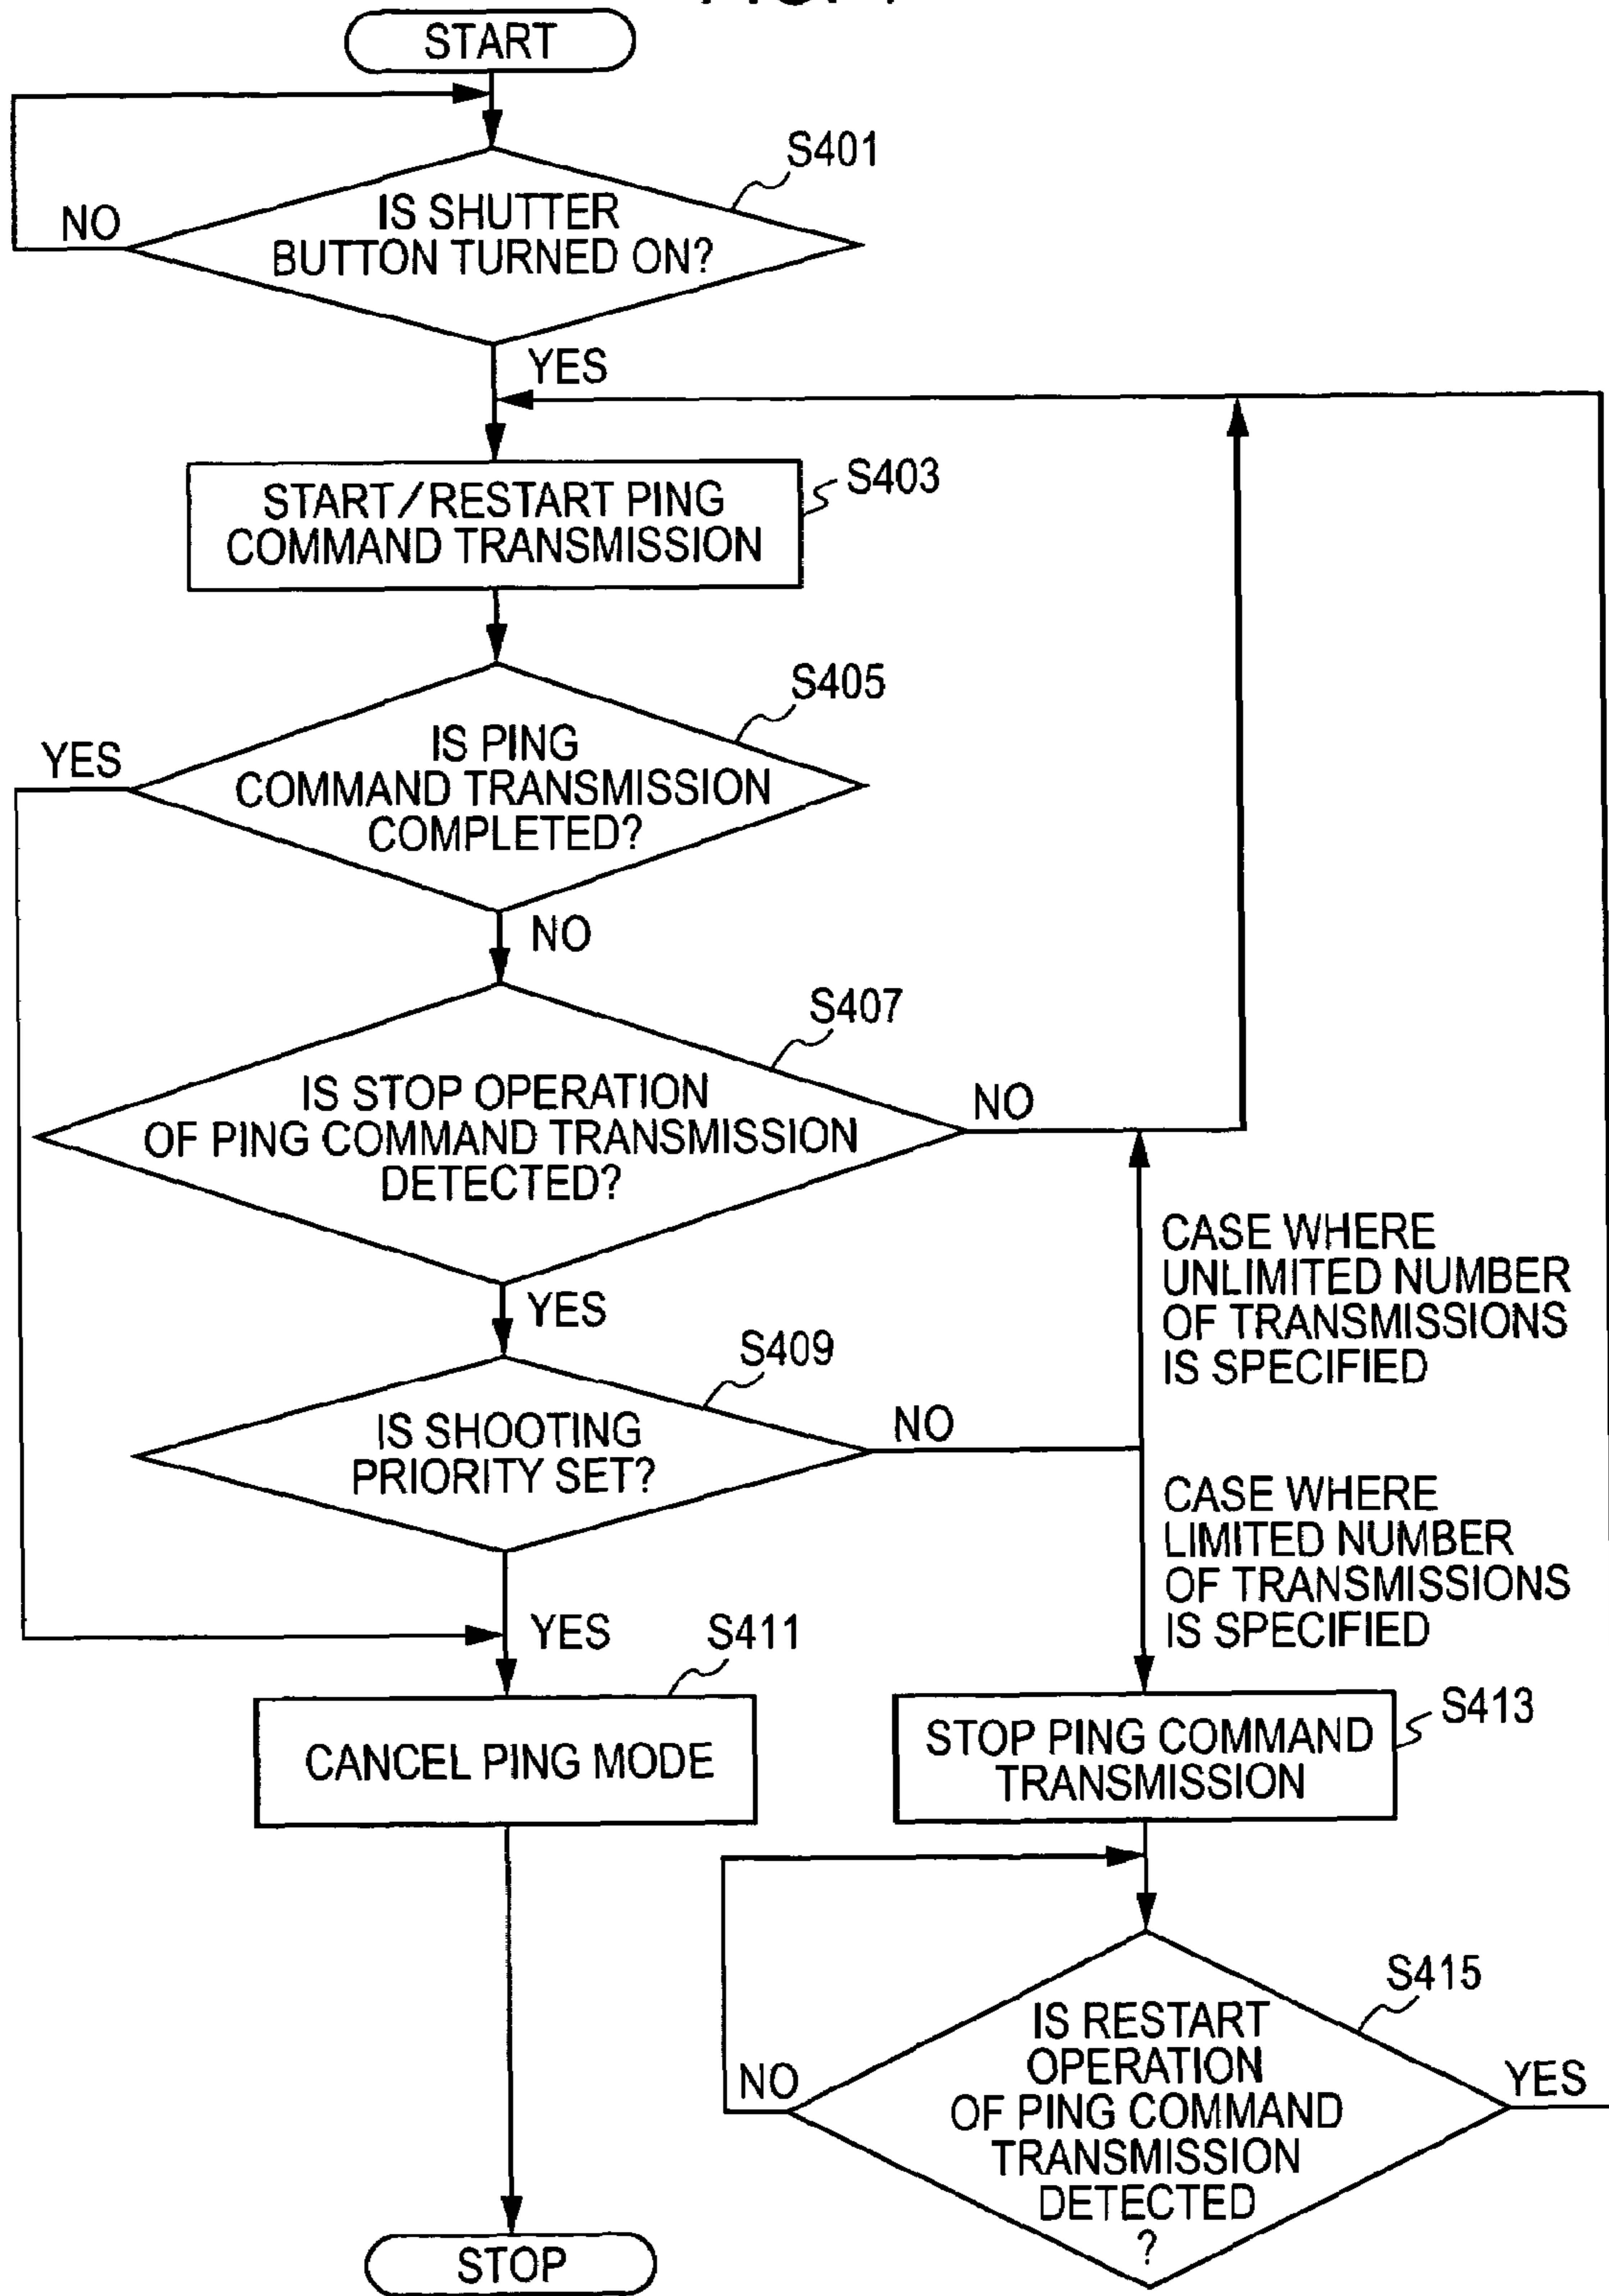 START
S401
IS SHUTTER
BUTTON TURNED ON?
NO
YES
S403
START/RESTART PING
COMMAND TRANSMISSION
S405
IS PING
COMMAND TRANSMISSION
COMPLETED?
YES
NO
S407
IS STOP OPERATION
OF PING COMMAND TRANSMISSION
DETECTED?
NO
YES
CASE WHERE
UNLIMITED NUMBER
OF TRANSMISSIONS
IS SPECIFIED
S409
IS SHOOTING
PRIORITY SET?
NO
CASE WHERE
LIMITED NUMBER
OF TRANSMISSIONS
IS SPECIFIED
YES
S411
CANCEL PING MODE
S413
STOP PING COMMAND
TRANSMISSION
S415
IS RESTART
OPERATION
OF PING COMMAND
TRANSMISSION
DETECTED
?
NO
YES
STOP